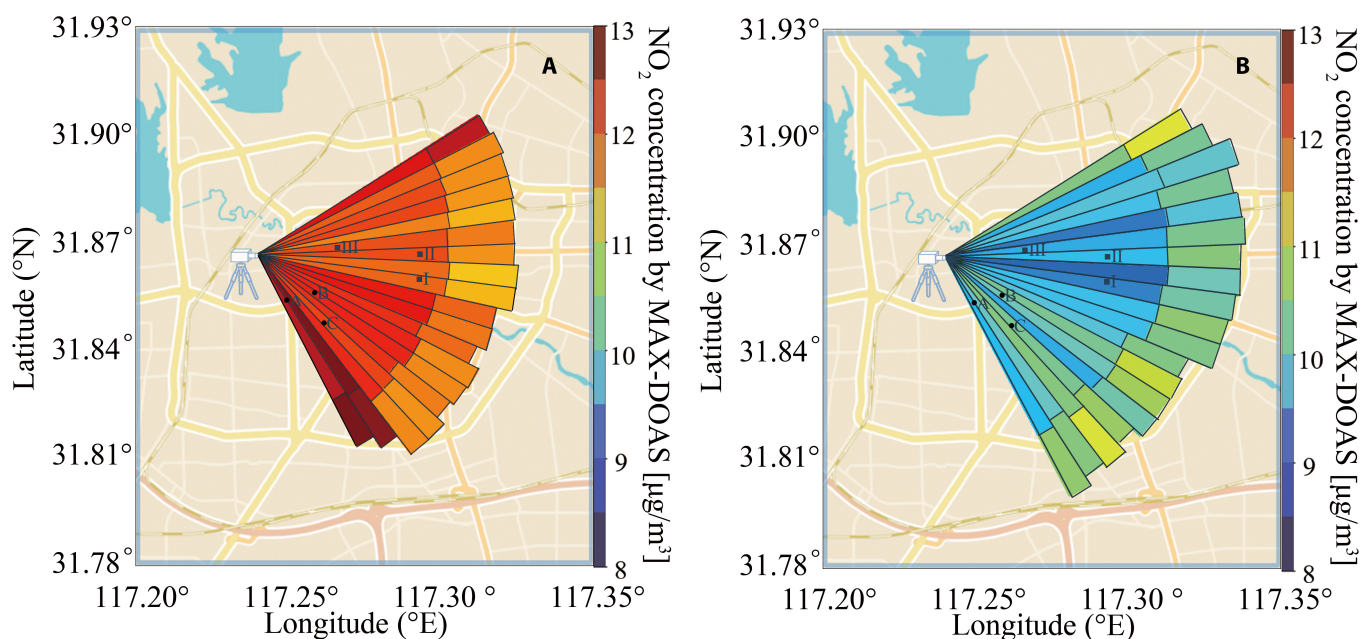 A
31.93°
31.90°
31.87°
31.84°
31.81°
31.78°
Latitude (°N)
117.20°
117.25°
117.30°
117.35°
Longitude (°E)
III
II
I
A
B
C
13
12
11
10
9
8
NO₂ concentration by MAX-DOAS [μg/m³]
B
31.93°
31.90°
31.87°
31.84°
31.81°
31.78°
Latitude (°N)
117.20°
117.25°
117.30 °
117.35°
Longitude (°E)
III
II
I
A
B
C
13
12
11
10
9
8
NO₂ concentration by MAX-DOAS [μg/m³]